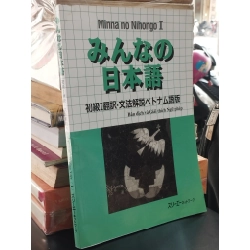 Minna no Nihongo I
みんなの
日本語
初級I翻訳・文法解説ベトナム語版
Bản dịch và Giải thích Ngữ pháp
スリーエーネットワーク